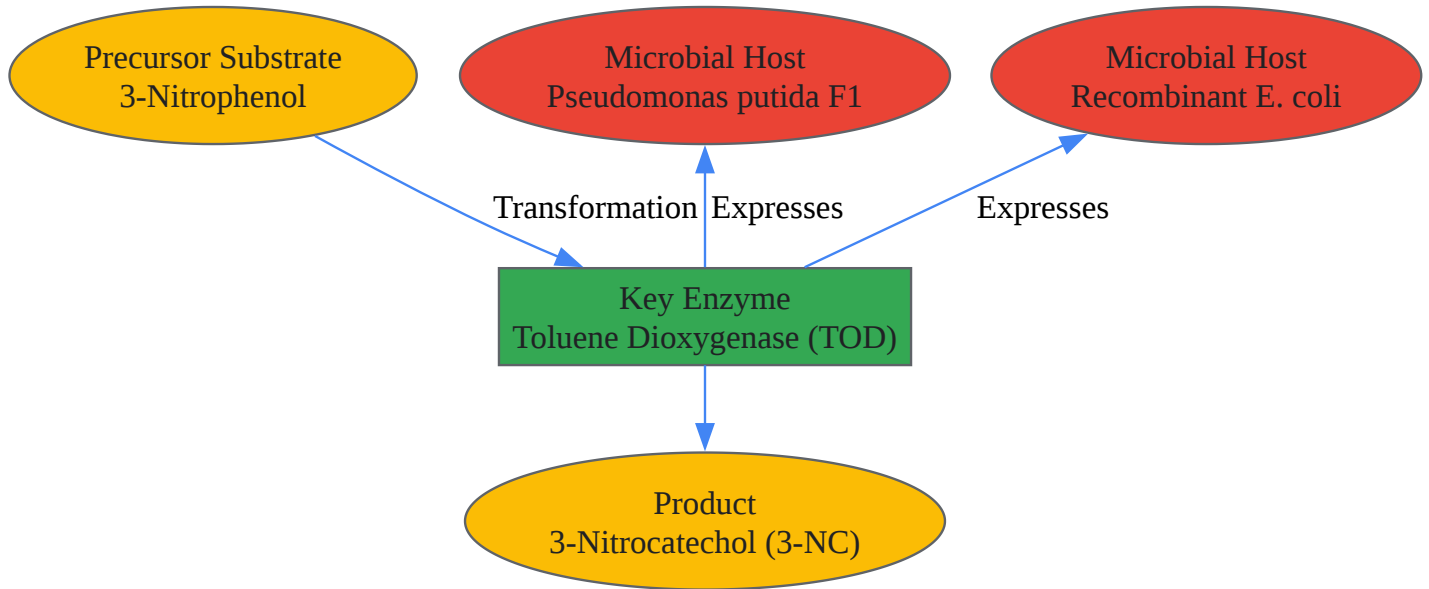 Precursor Substrate
3-Nitrophenol
Microbial Host
Pseudomonas putida F1
Microbial Host
Recombinant E. coli
Transformation
Expresses
Expresses
Key Enzyme
Toluene Dioxygenase (TOD)
Product
3-Nitrocatechol (3-NC)